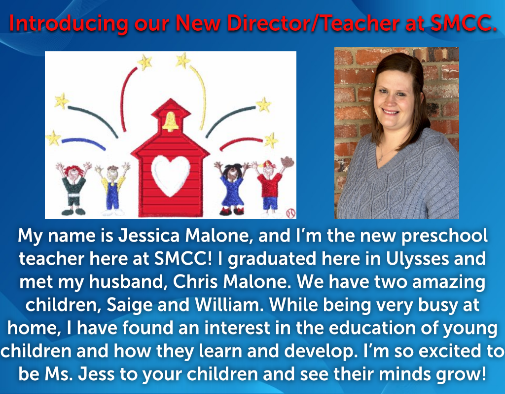 Introducing our New Director/Teacher at SMCC.
My name is Jessica Malone, and I'm the new preschool
teacher here at SMCC! I graduated here in Ulysses and
met my husband, Chris Malone. We have two amazing
children, Saige and William. While being very busy at
home, I have found an interest in the education of young
children and how they learn and develop. I'm so excited to
be Ms. Jess to your children and see their minds grow!